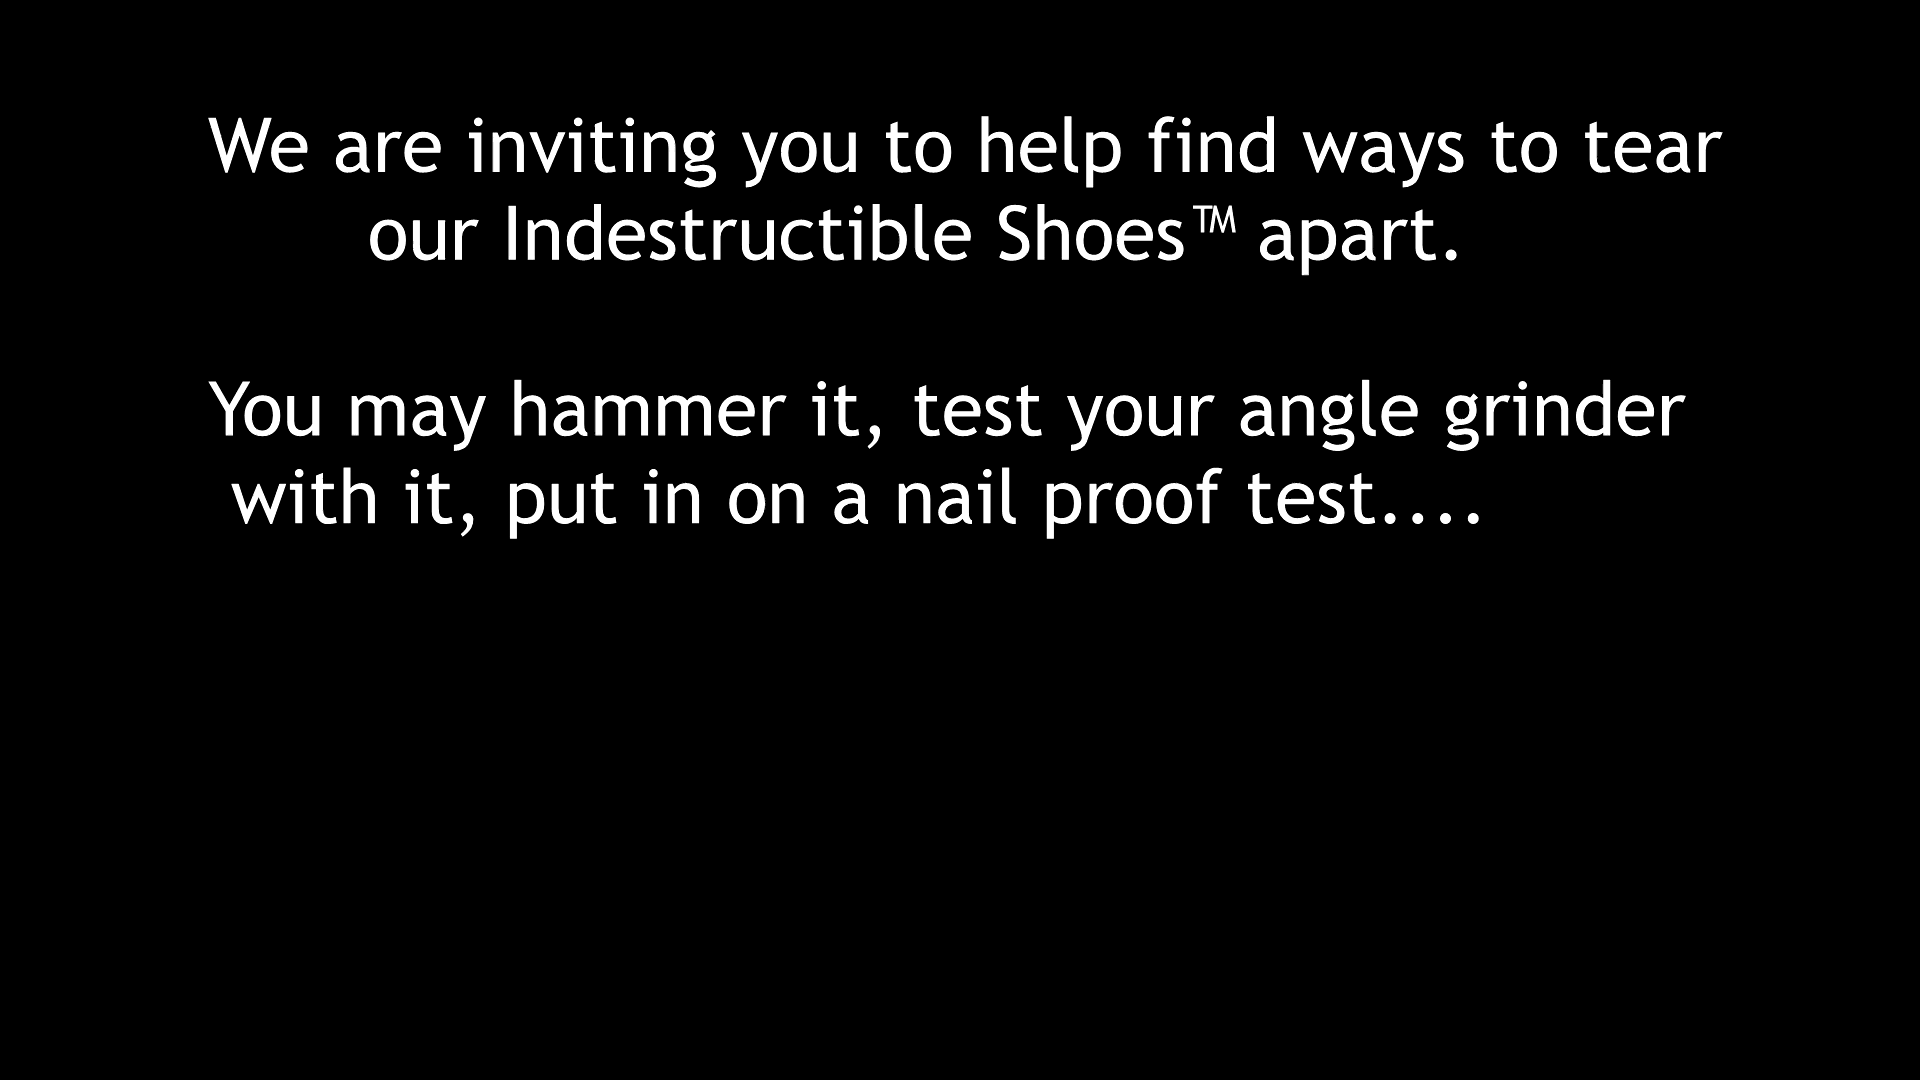 We are inviting you to help find ways to tear
our Indestructible Shoes™ apart.
You may hammer it, test your angle grinder
with it, put in on a nail proof test....